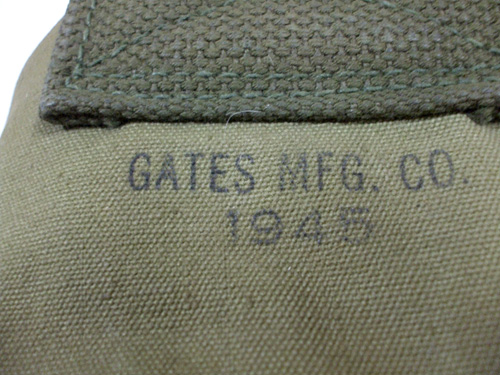 GATES MFG. CO.
1945